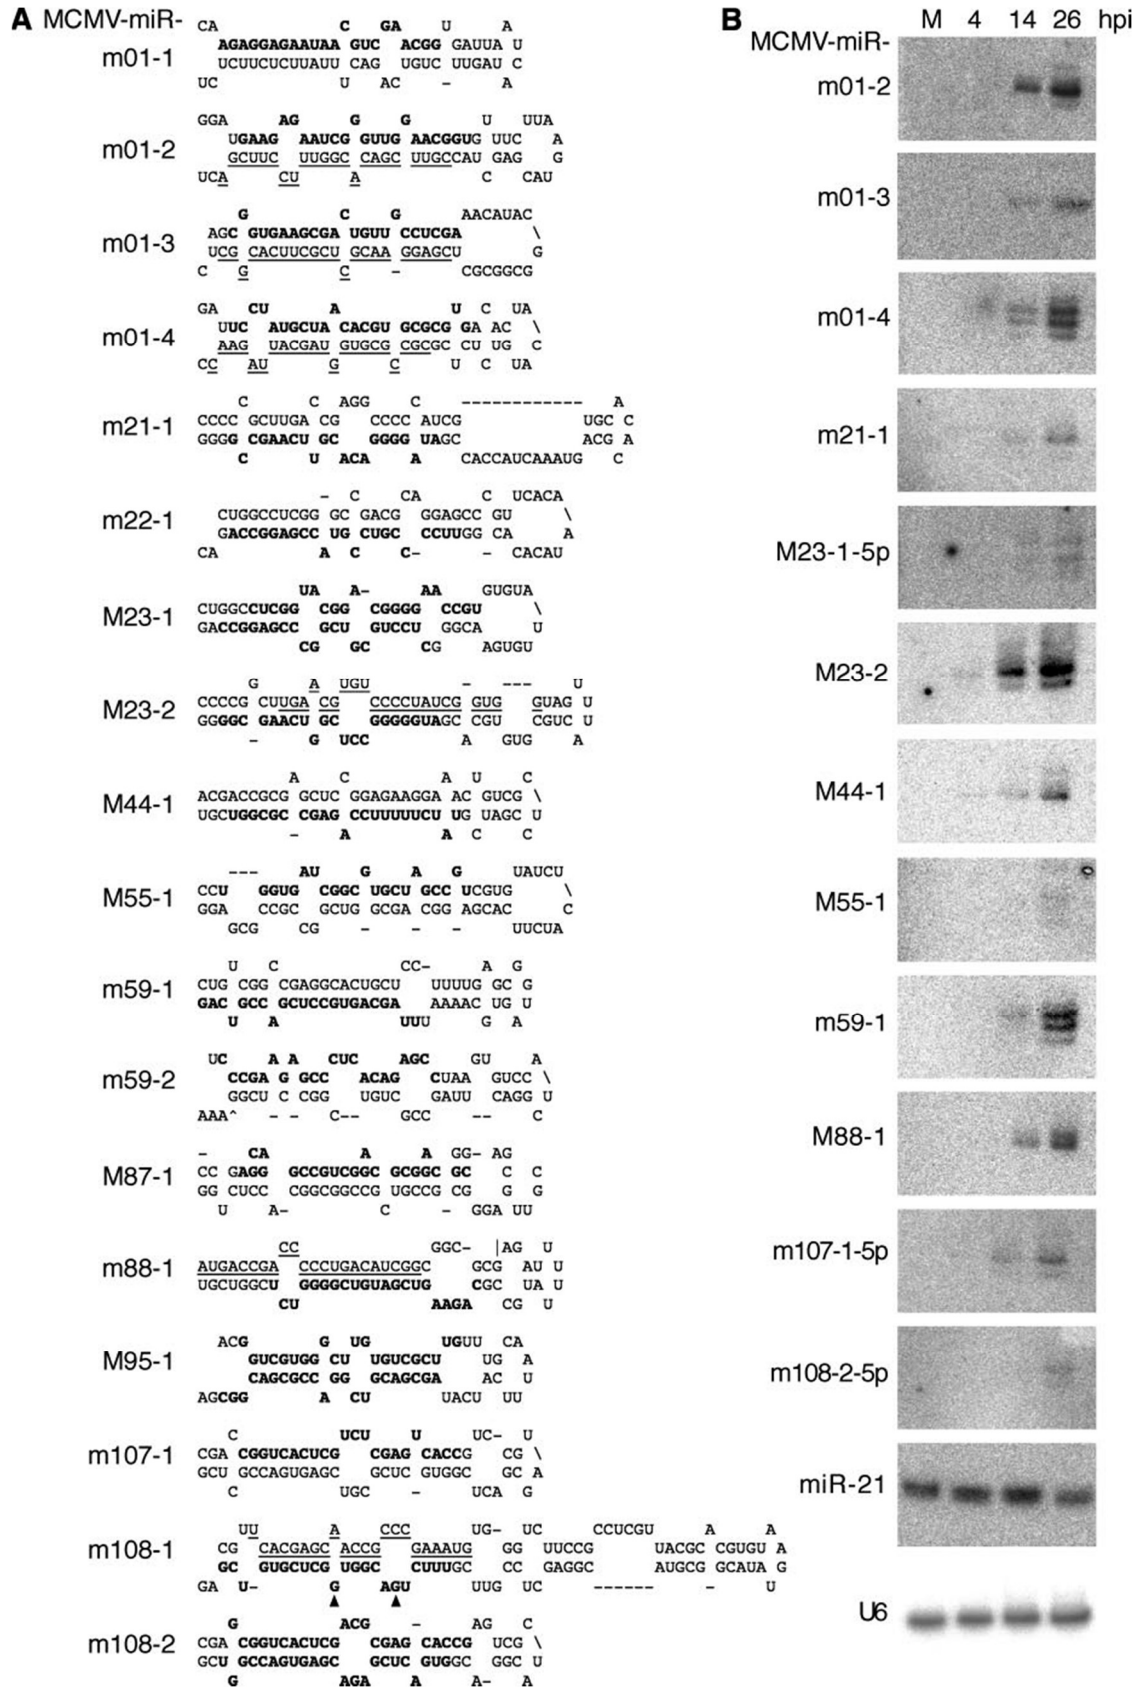 A MCMV-miR-
CA C GA U A
m01-1 AGAGGAGAAUAA GUC ACGG GAUUA U
UCUUCUCUUAUU CAG UGUC UUGAU C
UC U AC - A
GGA AG G G U UUA
m01-2 UGAAG AAUCG GUUG AACGGUG UUC A
GCUUC UUGGC CAGC UUGCCAU GAG G
UCA CU A C CAU
G C G AACAUAC
m01-3 AGC GUGAAGCGA UGUU CCUCGA \
UCG CACUUCGCU GCAA GGAGCU G
C G C - CGCGGCG
GA CU A U C UA
m01-4 UUC AUGCUA CACGU GCGCG GA AC \
AAG UACGAU GUGCG CGCGC CU UG C
CC AU G C U C UA
C C AGG C ------------ A
m21-1 CCCC GCUUGA CG CCCC AUCG UGC C
GGGG CGAACU GC GGGG UAGC ACG A
C U ACA A CACCAUCAAAUG C
- C CA C UCACA
m22-1 CUGGCCUCGG GC GACG GGAGCC GU \
GACCGGAGCC UG CUGC CCUUGG CA A
CA A C C- - CACAU
UA A- AA GUGUA
M23-1 CUGGCCUCGG CGG CGGGG CCGU \
GACCGGAGCC GCU GUCCU GGCA U
CG GC CG AGUGU
G A UGU - --- U
M23-2 CCCCG CUUGA CG CCCCUAUCG GUG GUAG U
GGGGC GAACU GC GGGGGUAGC CGU CGUC U
- G UCC A GUG A
A C A U C
M44-1 ACGACCGCG GCUC GGAGAAGGA AC GUCG \
UGCUGGCGC CGAG CCUUUUUCU UG UAGC U
- A A C C
--- AU G A G UAUCU
M55-1 CCU GGUG CGGC UGCU GCC UCGUG \
GGA CCGC GCUG GCGA CGG AGCAC C
GCG CG - - - UUCUA
U C CC- A G
m59-1 CUG CGG CGAGGCACUGCU UUUUG GCG G
GAC GCC GCUCCGUGACGA AAAAC UGU U
U A UUU G A
UC A A CUC AGC GU A
m59-2 CCGA G GCC ACAG CUAA GUCC \
GGCU C CGG UGUC GAUU CAGG U
AAA^ - - C-- GCC -- C
- CA A A GG- AG
M87-1 CC GAGG GCCGUCGGC GCGGC GC C C
GG CUCC CGGCGGCCG UGCCG CG G G
U A- C - GGA UU
CC GGC- |AG U
m88-1 AUGACCGA CCCUGACAUCGGC GCG AU U
UGCUGGCU GGGGCUGUAGCUG CGC UA U
CU AAGA CG U
ACG G UG UGUU CA
M95-1 GUCGUGG CU UGUCGCU UG A
CAGCGCC GG GCAGCGA AC U
AGCGG A CU UACU UU
C UCU U UC- U
m107-1 CGA CGGUCACUCG CGAG CACCG CG \
GCU GCCAGUGAGC GCUC GUGGC GC A
C UGC - UCA G
UU A CCC UG- UC CCUCGU A A
m108-1 CG CACGAGC ACCG GAAAUG GG UUCCG UACGC CGUGU A
GC GUGCUCG UGGC CUUUGC CC GAGGC AUGCG GCAUA G
GA U- G AGU UUG UC ------ - U
G ACG - AG C
m108-2 CGA CGGUCACUCG CGAG CACCG UCG \
GCU GCCAGUGAGC GCUC GUGGC GGC U
G AGA A A- A
B M 4 14 26 hpi
MCMV-miR-
m01-2
m01-3
m01-4
m21-1
M23-1-5p
M23-2
M44-1
M55-1
m59-1
M88-1
m107-1-5p
m108-2-5p
miR-21
U6